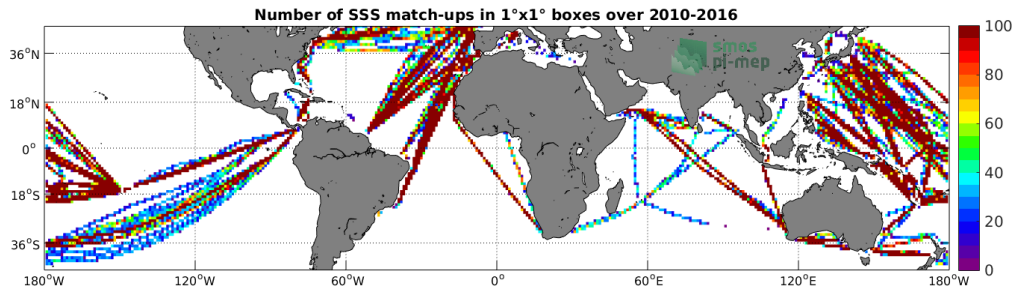 Number of SSS match-ups in 1°x1° boxes over 2010-2016
smos
pi-mep
36°N
18°N
0°
18°S
36°S
180°W
120°W
60°W
0°
60°E
120°E
180°W
100
80
60
40
20
0